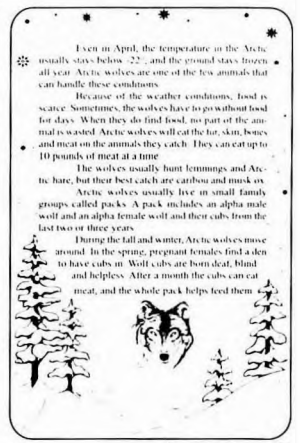 Even in April, the temperature in the Arctic
usually stays below -22°, and the ground stays frozen
all year. Arctic wolves are one of the few animals that
can handle these conditions.
Because of the weather conditions, food is
scarce. Sometimes, the wolves have to go without food
for days. When they do find food, no part of the ani-
mal is wasted. Arctic wolves will eat the fur, skin, bones
and meat on the animals they catch. They can eat up to
10 pounds of meat at a time.
The wolves usually hunt lemmings and Arc-
tic hare, but their best catch are caribou and musk ox.
Arctic wolves usually live in small family
groups called packs. A pack includes an alpha male
wolf and an alpha female wolf and their cubs from the
last two or three years.
During the fall and winter, Arctic wolves move
around. In the spring, pregnant females find a den
to have cubs in. Wolf cubs are born deaf, blind
and helpless. After a month the cubs can eat
meat, and the whole pack helps feed them.